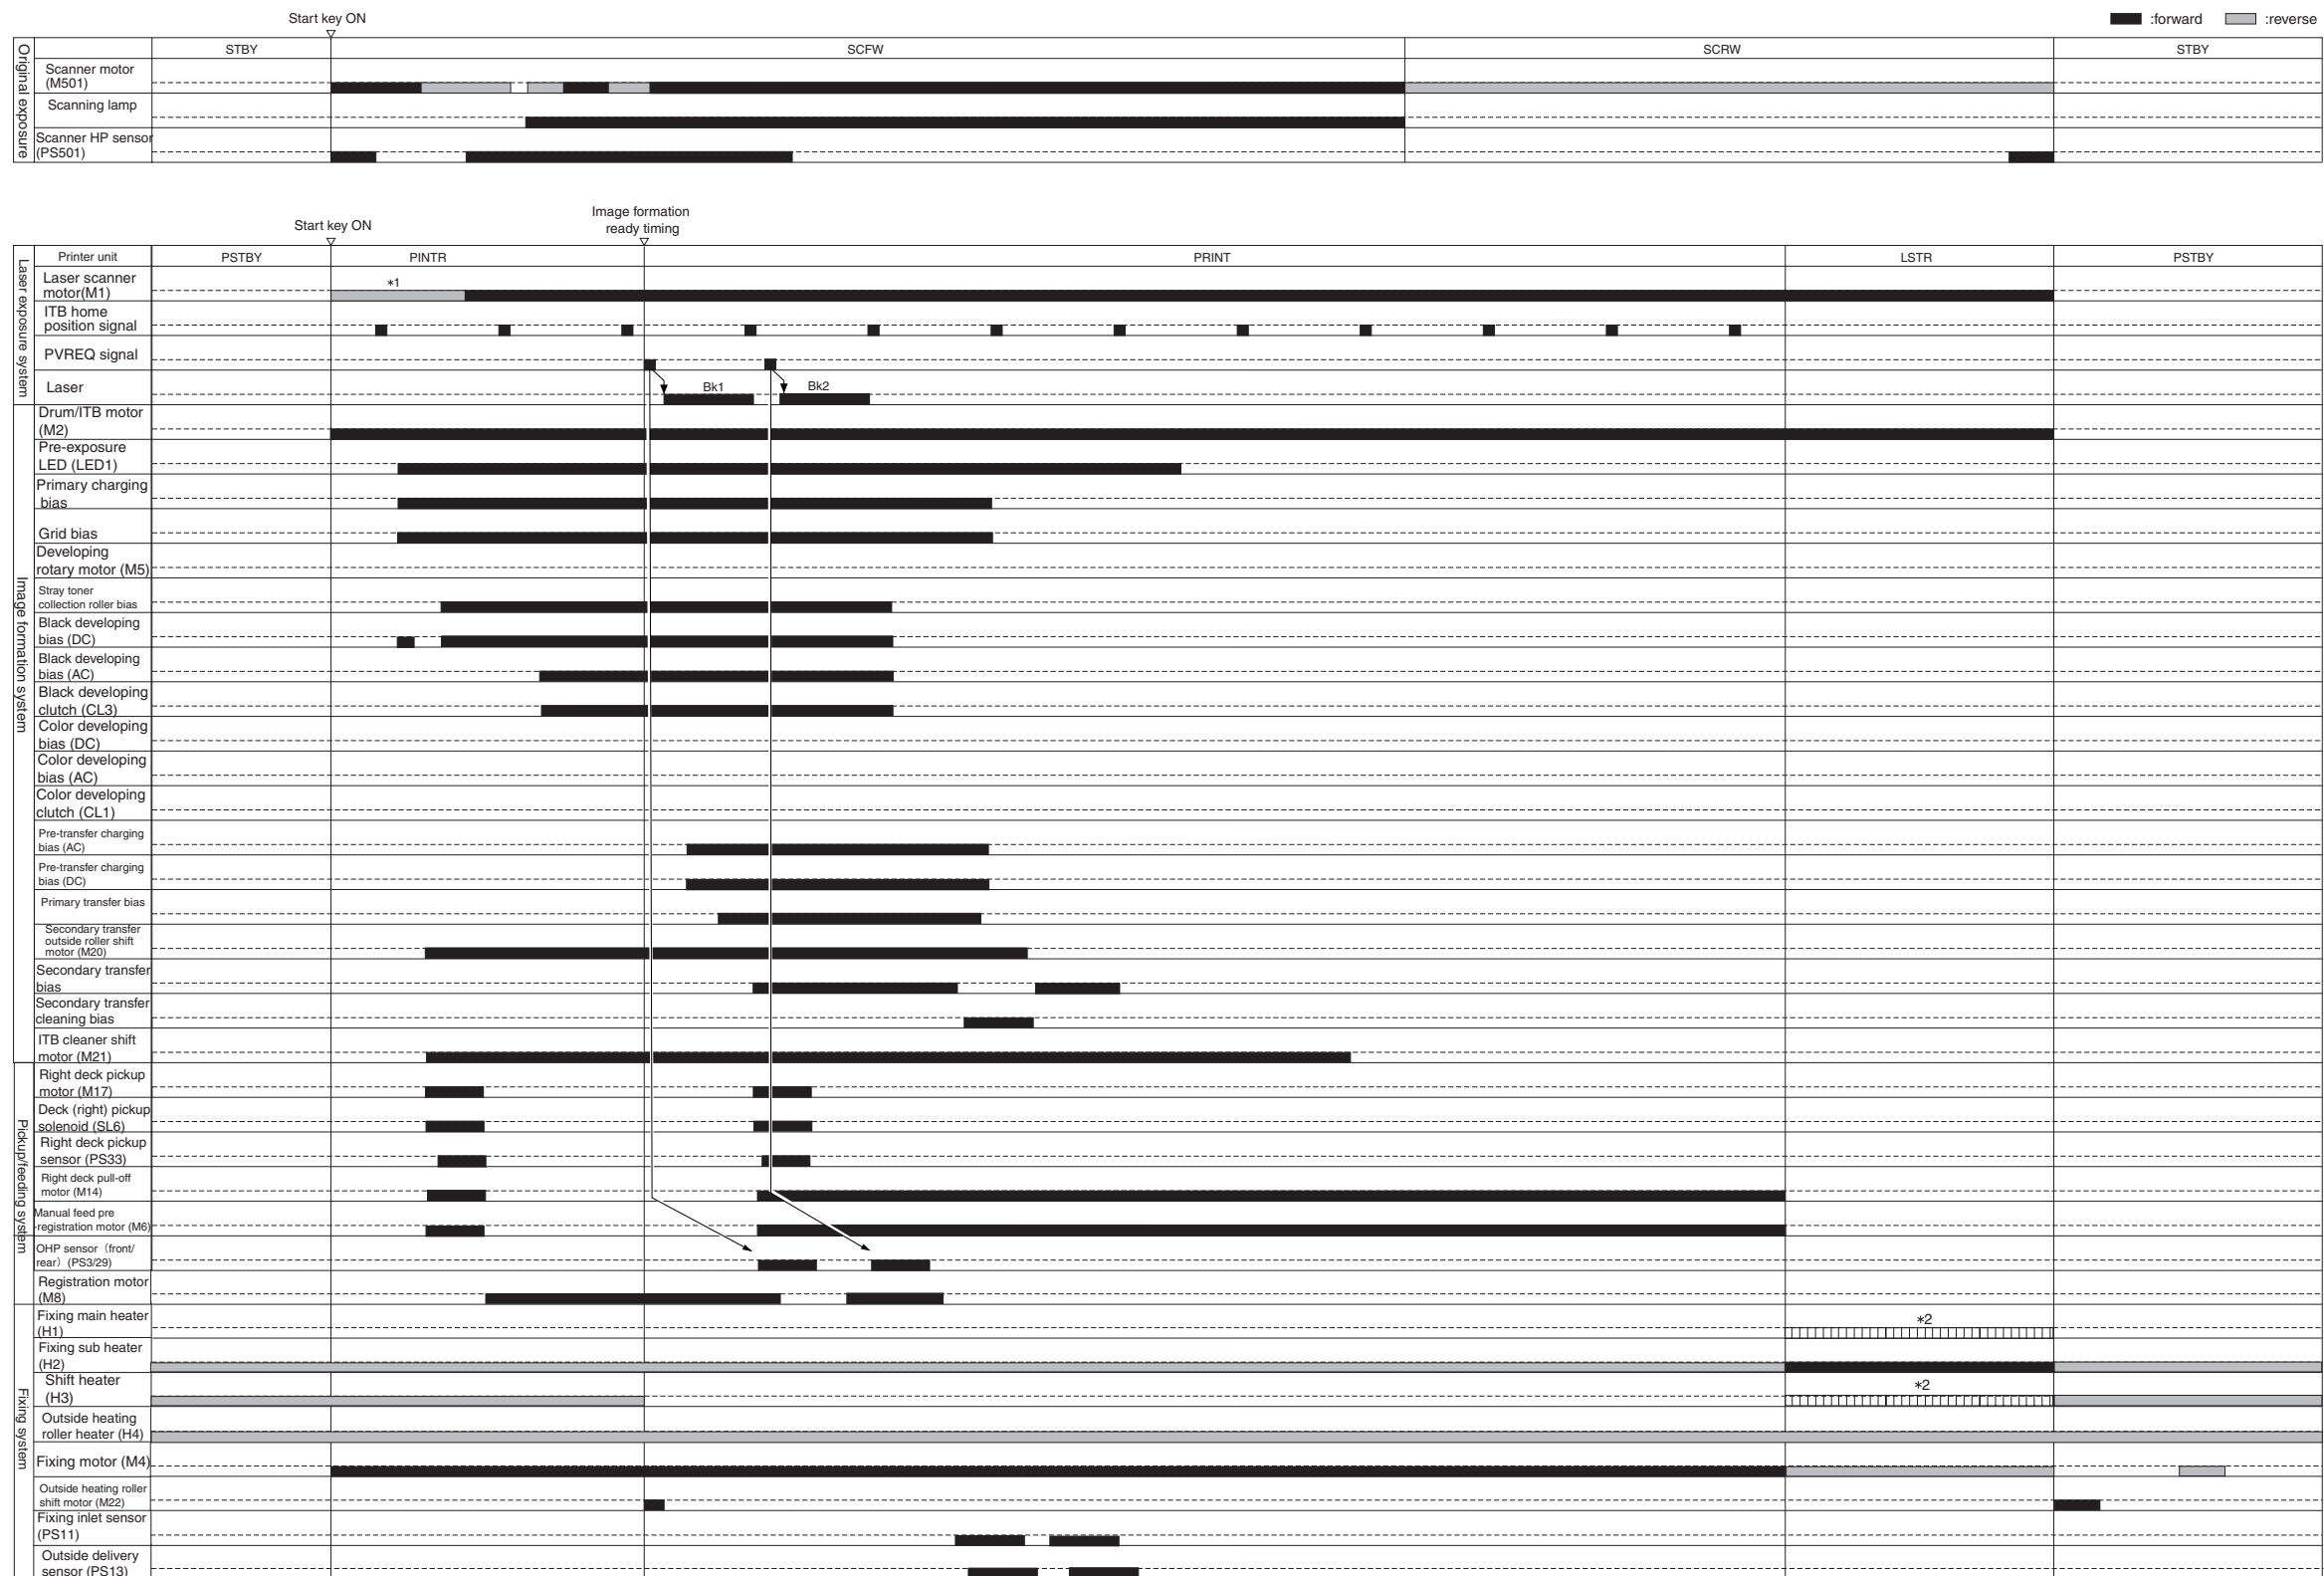 Start key ON
:forward :reverse
Original exposure
STBY SCFW SCRW STBY
Scanner motor
(M501)
Scanning lamp
Scanner HP sensor
(PS501)
Image formation
ready timing
Start key ON
Laser exposure system
Printer unit PSTBY PINTR PRINT LSTR PSTBY
Laser scanner
motor(M1)
*1
ITB home
position signal
PVREQ signal
Laser
Bk1 Bk2
Image formation system
Drum/ITB motor
(M2)
Pre-exposure
LED (LED1)
Primary charging
bias
Grid bias
Developing
rotary motor (M5)
Stray toner
collection roller bias
Black developing
bias (DC)
Black developing
bias (AC)
Black developing
clutch (CL3)
Color developing
bias (DC)
Color developing
bias (AC)
Color developing
clutch (CL1)
Pre-transfer charging
bias (AC)
Pre-transfer charging
bias (DC)
Primary transfer bias
Secondary transfer
outside roller shift
motor (M20)
Secondary transfer
bias
Secondary transfer
cleaning bias
ITB cleaner shift
motor (M21)
Pickup/feeding system
Right deck pickup
motor (M17)
Deck (right) pickup
solenoid (SL6)
Right deck pickup
sensor (PS33)
Right deck pull-off
motor (M14)
Manual feed pre
-registration motor (M6)
OHP sensor（front/
rear）(PS3/29)
Registration motor
(M8)
Fixing system
Fixing main heater
(H1)
*2
Fixing sub heater
(H2)
Shift heater
(H3)
*2
Outside heating
roller heater (H4)
Fixing motor (M4)
Outside heating roller
shift motor (M22)
Fixing inlet sensor
(PS11)
Outside delivery
sensor (PS13)